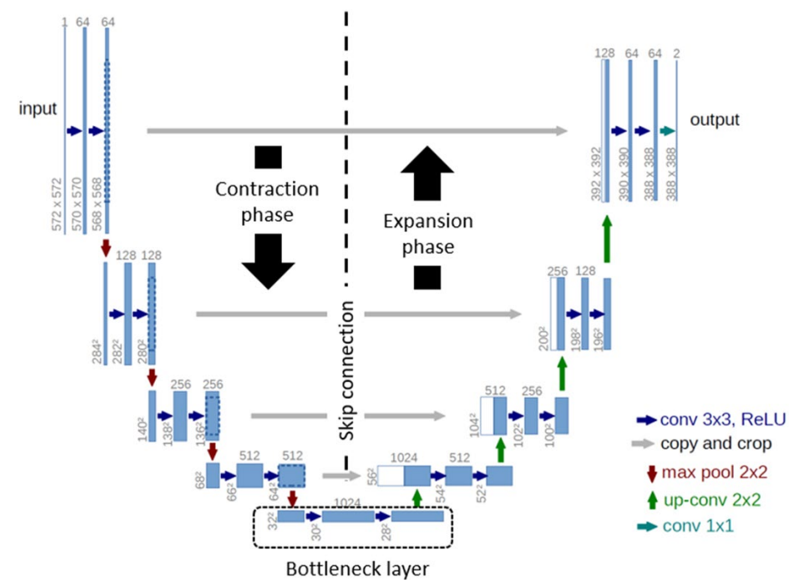 1 64 64
128 64 64 2
input
output
572 x 572
570 x 570
568 x 568
392 x 392
390 x 390
388 x 388
388 x 388
Contraction
phase
Expansion
phase
Skip connection
128 128
256 128
284²
282²
280²
200²
198²
196²
256 256
512 256
140²
138²
136²
104²
102²
100²
512 512
1024 512
68²
66²
64²
56²
54²
52²
1024
32²
30²
28²
Bottleneck layer
conv 3x3, ReLU
copy and crop
max pool 2x2
up-conv 2x2
conv 1x1